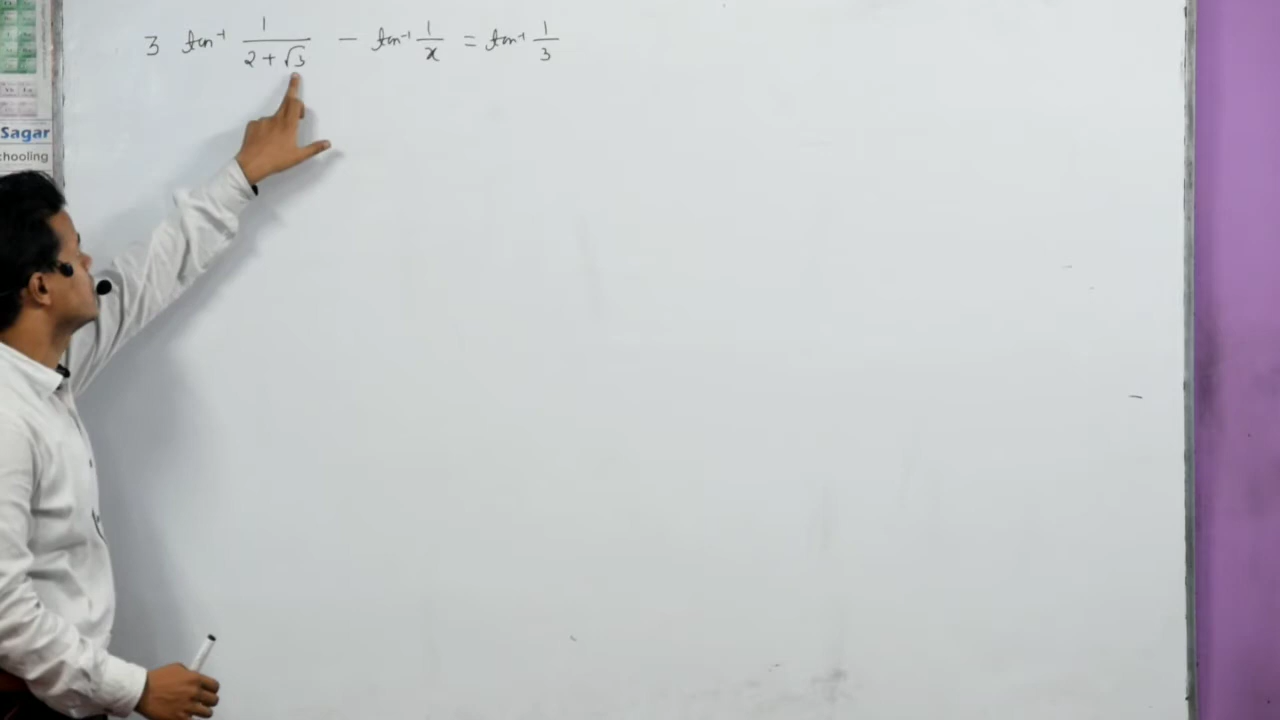 Sagar
chooling
3 tan⁻¹ 1/(2+√3) − tan⁻¹ 1/x = tan⁻¹ 1/3